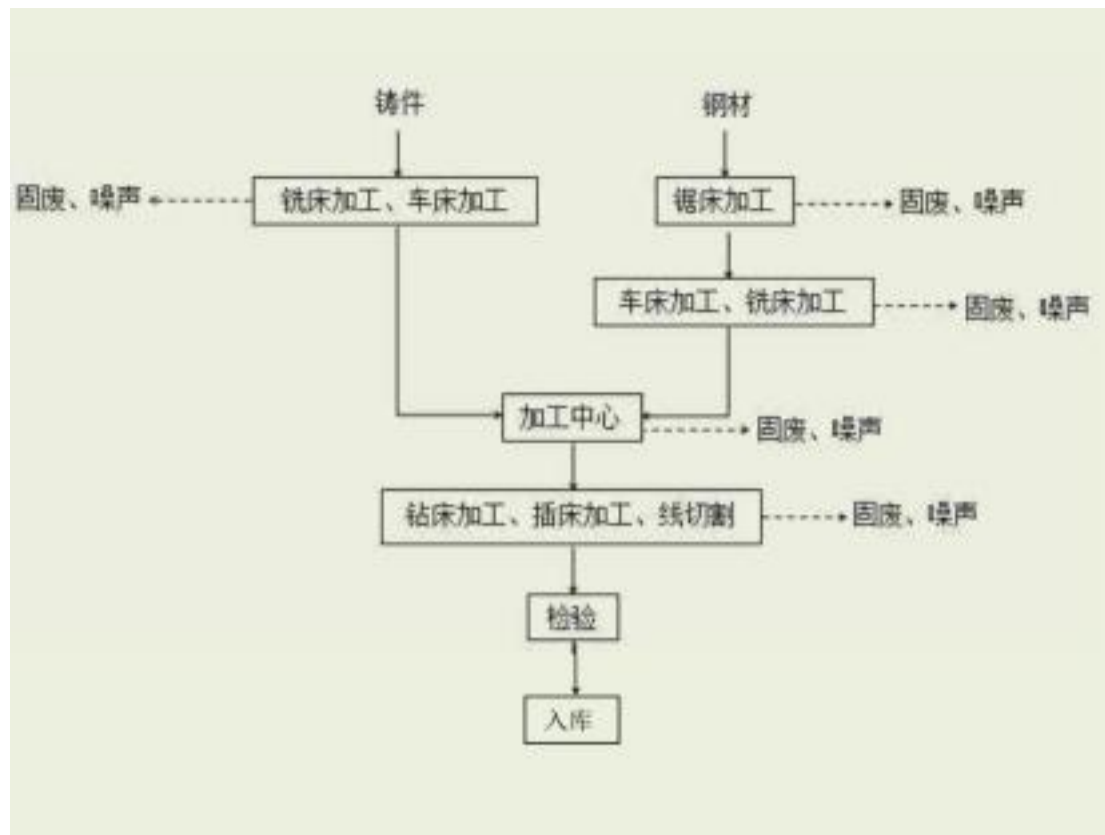 铸件
钢材
固废、噪声
铣床加工、车床加工
锯床加工
固废、噪声
车床加工、铣床加工
固废、噪声
加工中心
固废、噪声
钻床加工、插床加工、线切割
固废、噪声
检验
入库